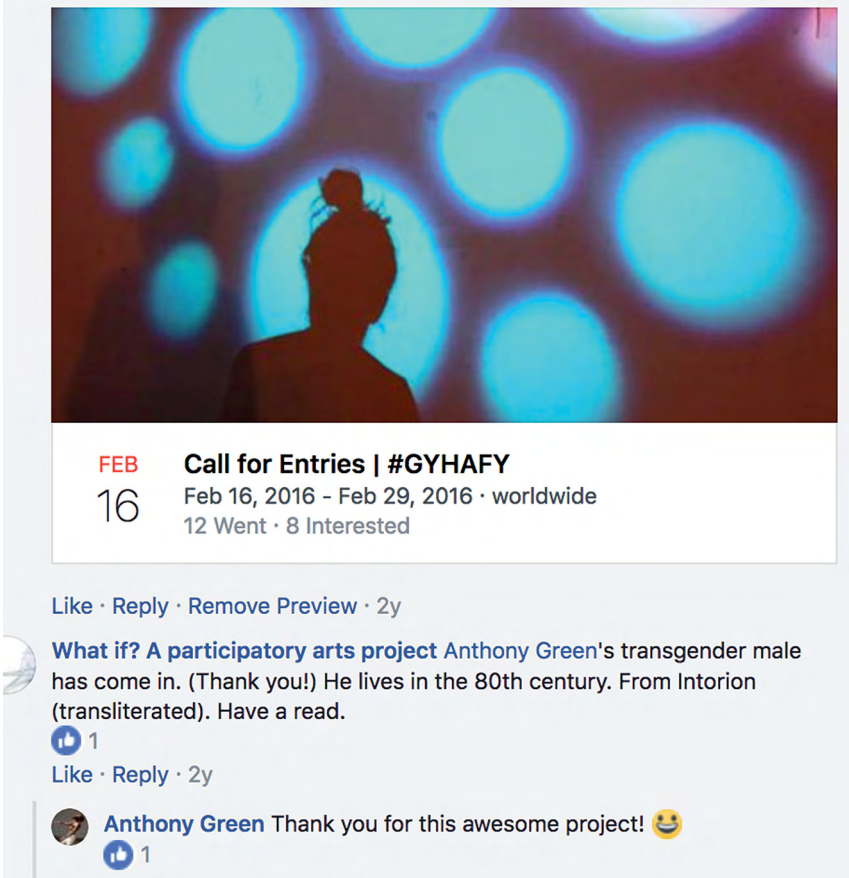 FEB
16
Call for Entries | #GYHAFY
Feb 16, 2016 - Feb 29, 2016 · worldwide
12 Went · 8 Interested
Like · Reply · Remove Preview · 2y
What if? A participatory arts project Anthony Green's transgender male
has come in. (Thank you!) He lives in the 80th century. From Intorion
(transliterated). Have a read.
1
Like · Reply · 2y
Anthony Green Thank you for this awesome project! 😃
1